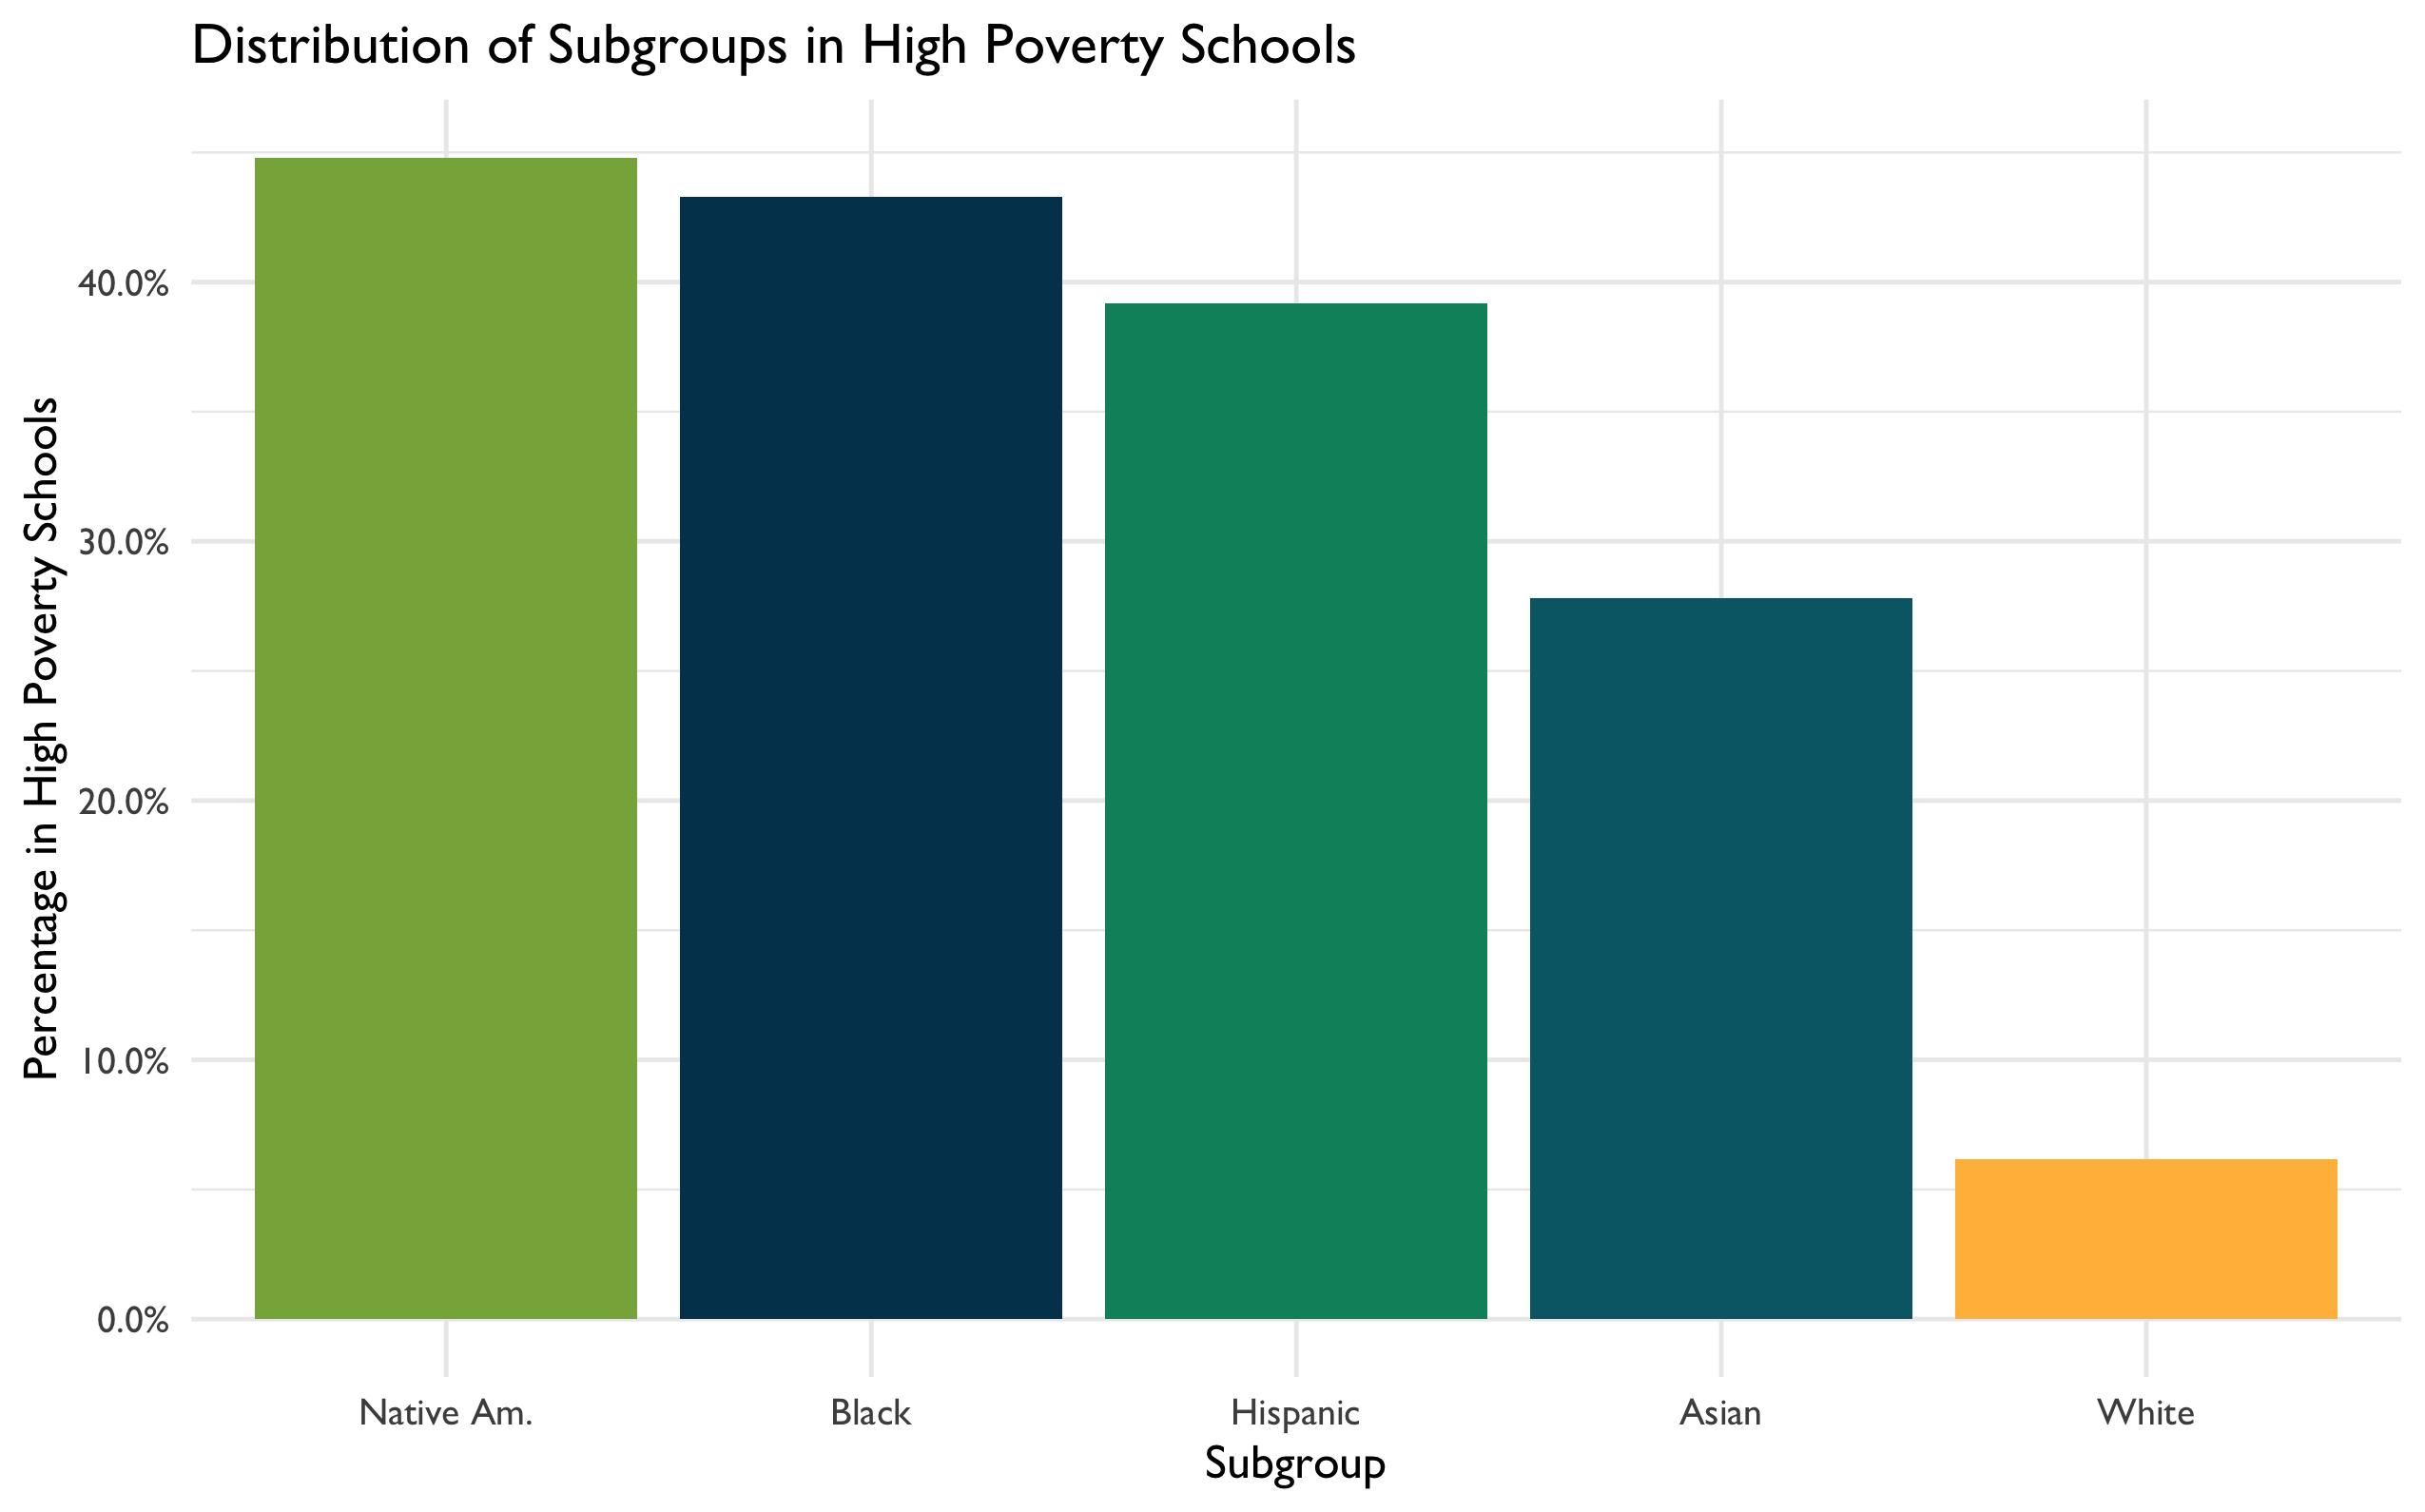 Distribution of Subgroups in High Poverty Schools
Percentage in High Poverty Schools
40.0%
30.0%
20.0%
10.0%
0.0%
Native Am.
Black
Hispanic
Asian
White
Subgroup